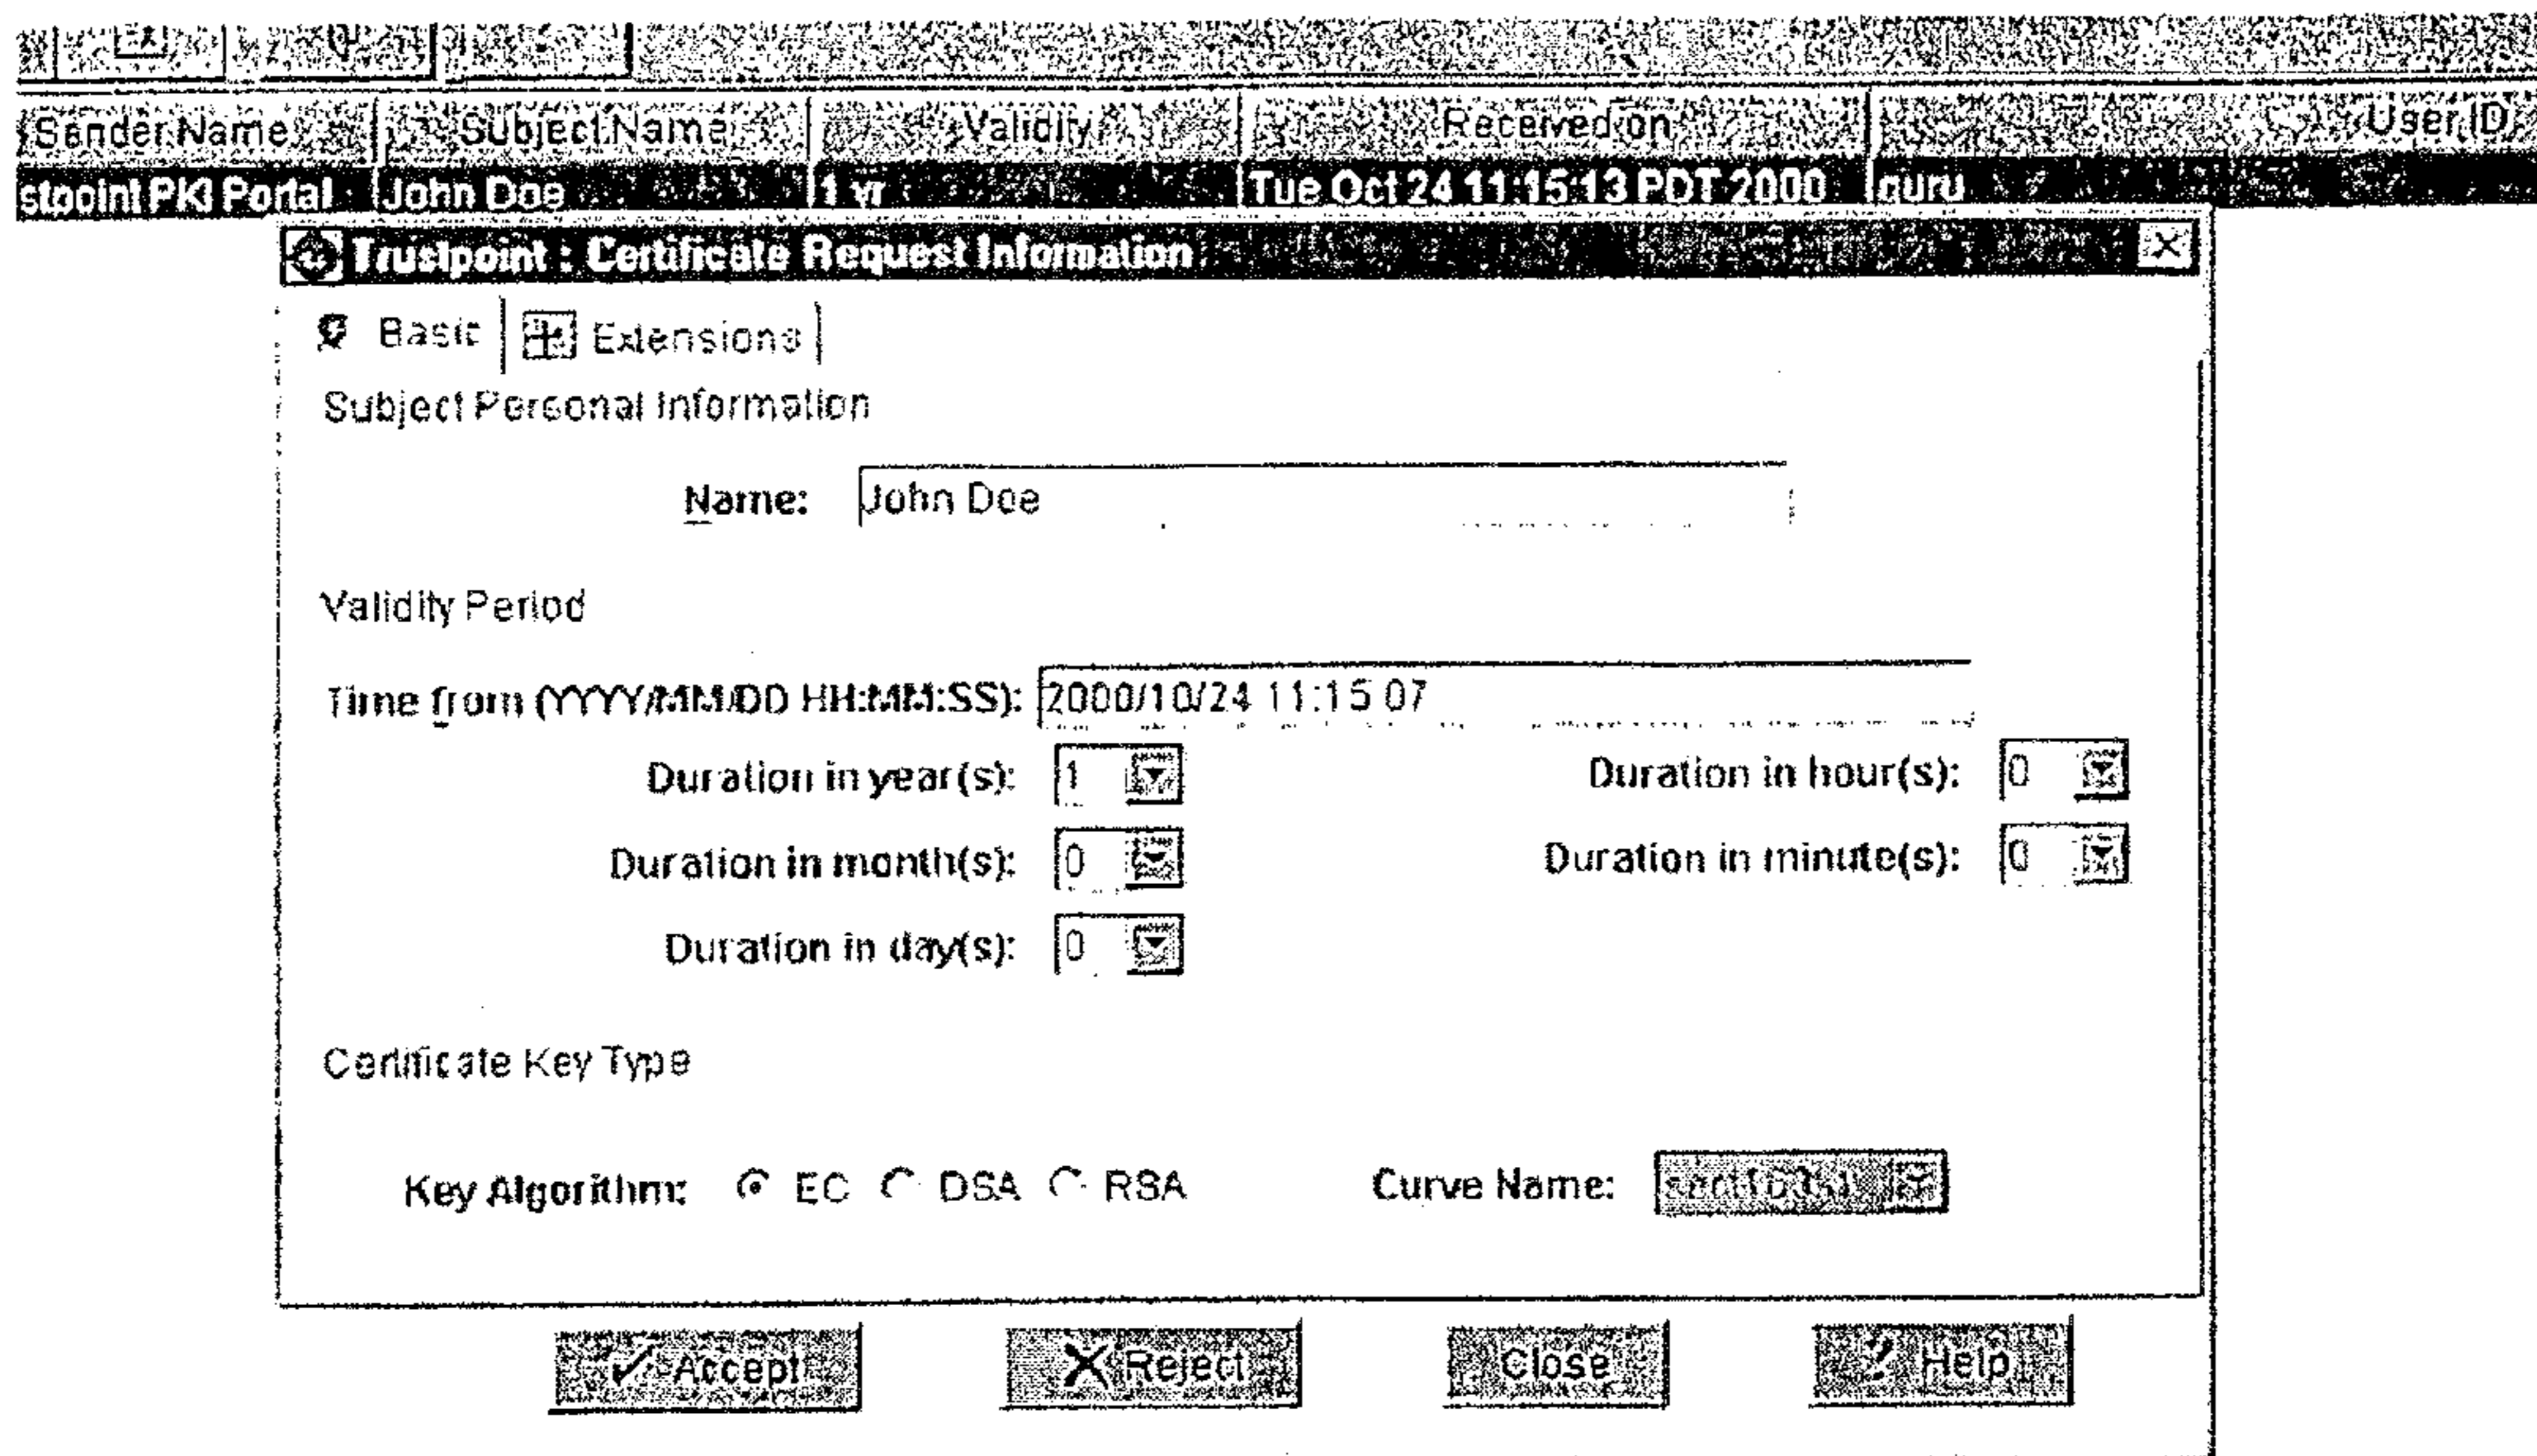 Sender Name Subject Name Validity Received on User ID
stpoint PKI Portal John Doe 1 yr Tue Oct 24 11:15:13 PDT 2000 guru
Trustpoint : Certificate Request Information
Basic Extensions
Subject Personal Information
Name: John Doe
Validity Period
Time from (YYYY/MM/DD HH:MM:SS): 2000/10/24 11:15 07
Duration in year(s): 1 Duration in hour(s): 0
Duration in month(s): 0 Duration in minute(s): 0
Duration in day(s): 0
Certificate Key Type
Key Algorithm: EC DSA RSA Curve Name:
Accept Reject Close Help